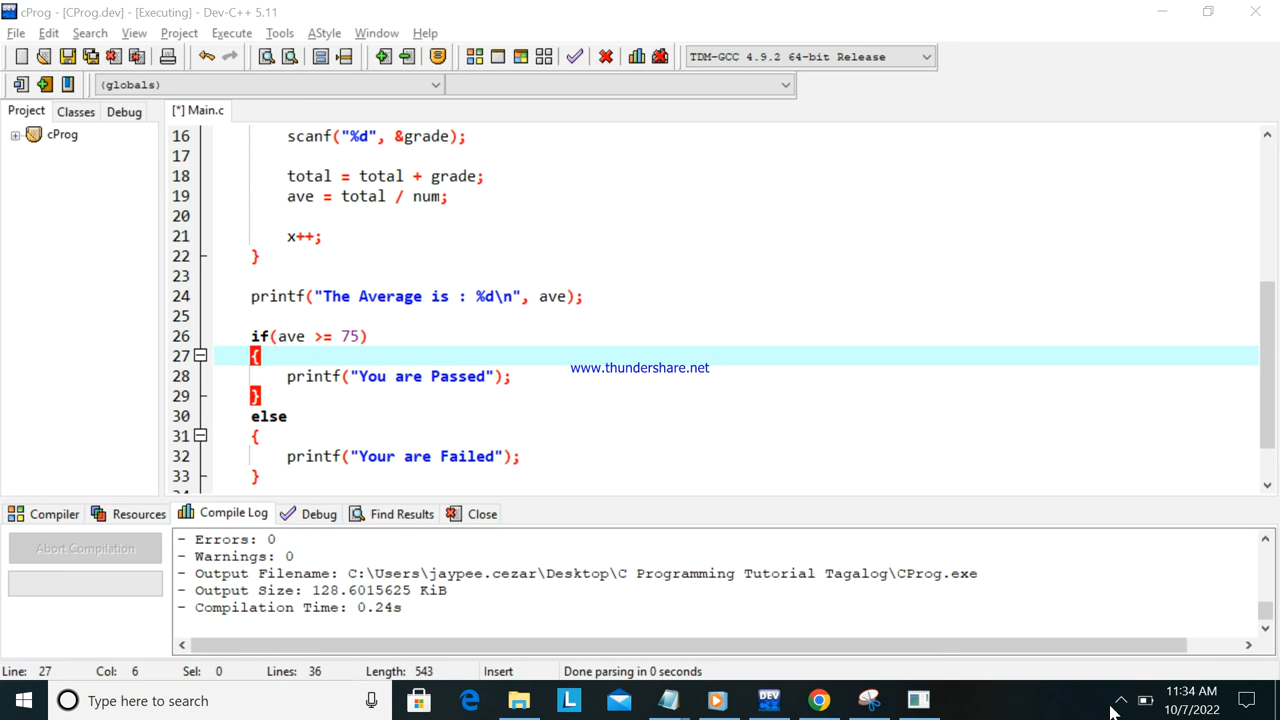 cProg - [CProg.dev] - [Executing] - Dev-C++ 5.11
File Edit Search View Project Execute Tools AStyle Window Help
TDM-GCC 4.9.2 64-bit Release
(globals)
Project Classes Debug [*] Main.c
cProg
16 scanf("%d", &grade);
17
18 total = total + grade;
19 ave = total / num;
20
21 x++;
22 }
23
24 printf("The Average is : %d\n", ave);
25
26 if(ave >= 75)
27 {
www.thundershare.net
28 printf("You are Passed");
29 }
30 else
31 {
32 printf("Your are Failed");
33 }
34
Compiler Resources Compile Log Debug Find Results Close
Abort Compilation
- Errors: 0
- Warnings: 0
- Output Filename: C:\Users\jaypee.cezar\Desktop\C Programming Tutorial Tagalog\CProg.exe
- Output Size: 128.6015625 KiB
- Compilation Time: 0.24s
Line: 27 Col: 6 Sel: 0 Lines: 36 Length: 543 Insert Done parsing in 0 seconds
Type here to search
11:34 AM
10/7/2022